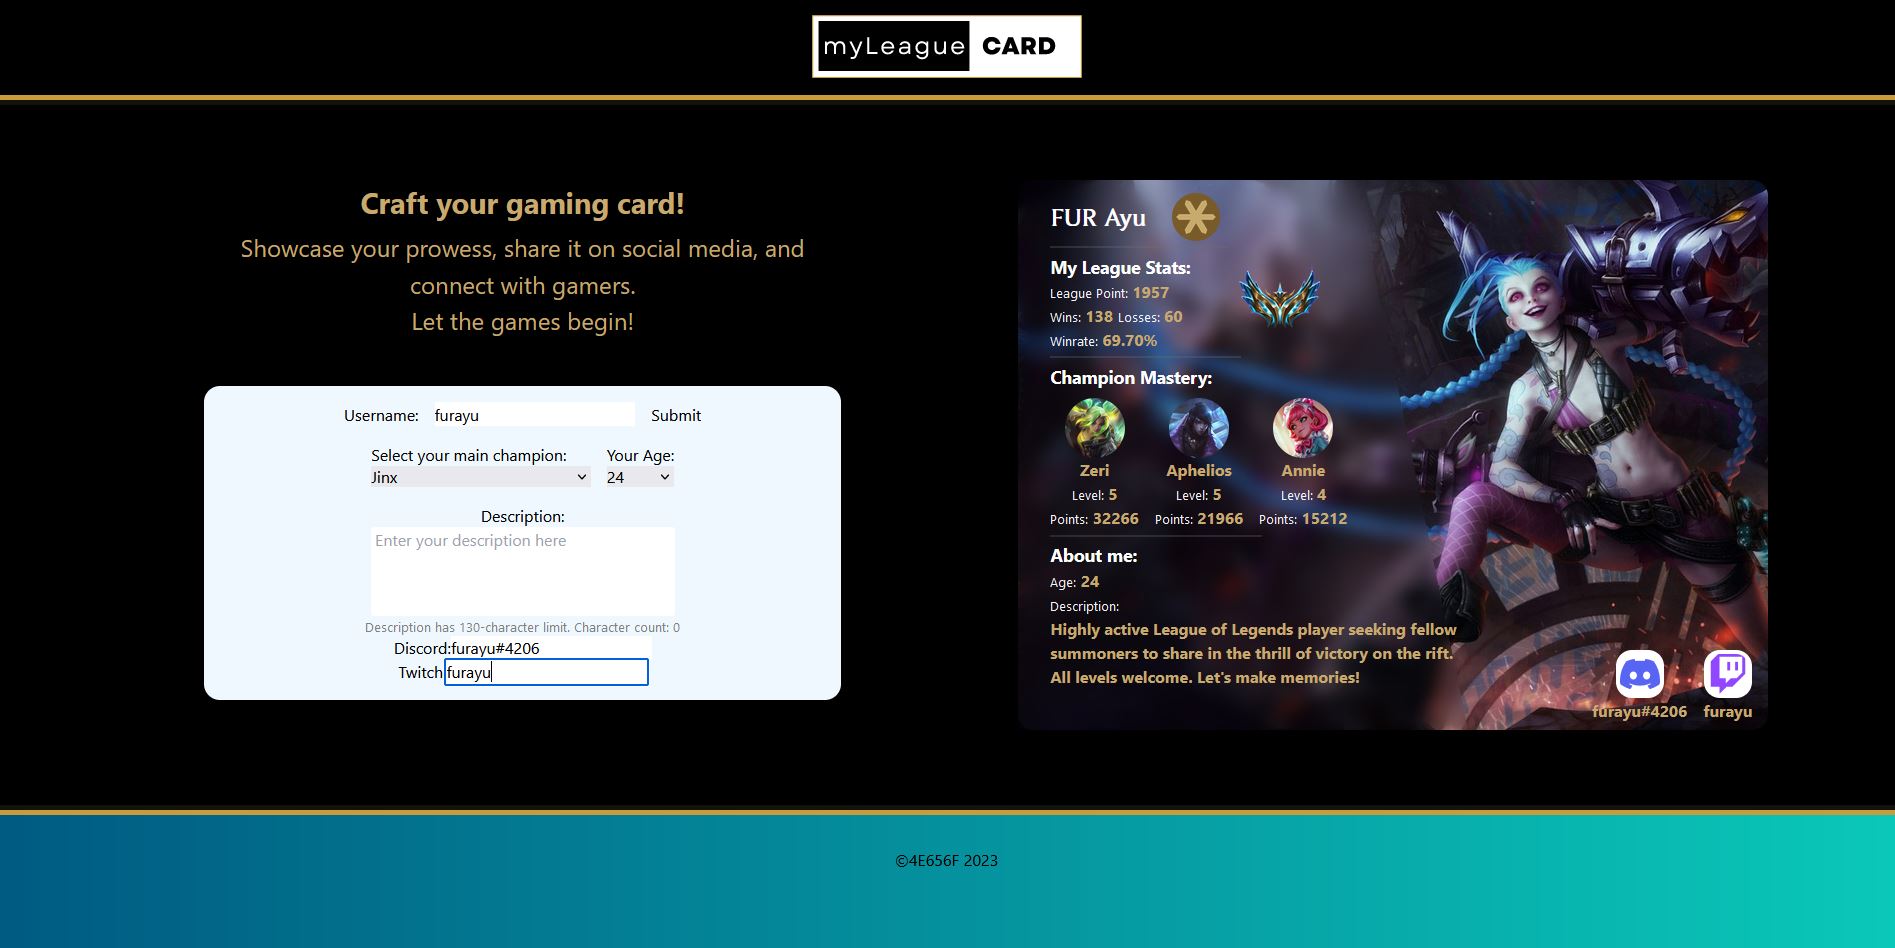 myLeague CARD
Craft your gaming card!
Showcase your prowess, share it on social media, and
connect with gamers.
Let the games begin!
Username: furayu Submit
Select your main champion: Your Age:
Jinx 24
Description:
Enter your description here
Description has 130-character limit. Character count: 0
Discord:furayu#4206
Twitch furayu
FUR Ayu
My League Stats:
League Point: 1957
Wins: 138 Losses: 60
Winrate: 69.70%
Champion Mastery:
Zeri Aphelios Annie
Level: 5 Level: 5 Level: 4
Points: 32266 Points: 21966 Points: 15212
About me:
Age: 24
Description:
Highly active League of Legends player seeking fellow
summoners to share in the thrill of victory on the rift.
All levels welcome. Let's make memories!
furayu#4206 furayu
©4E656F 2023